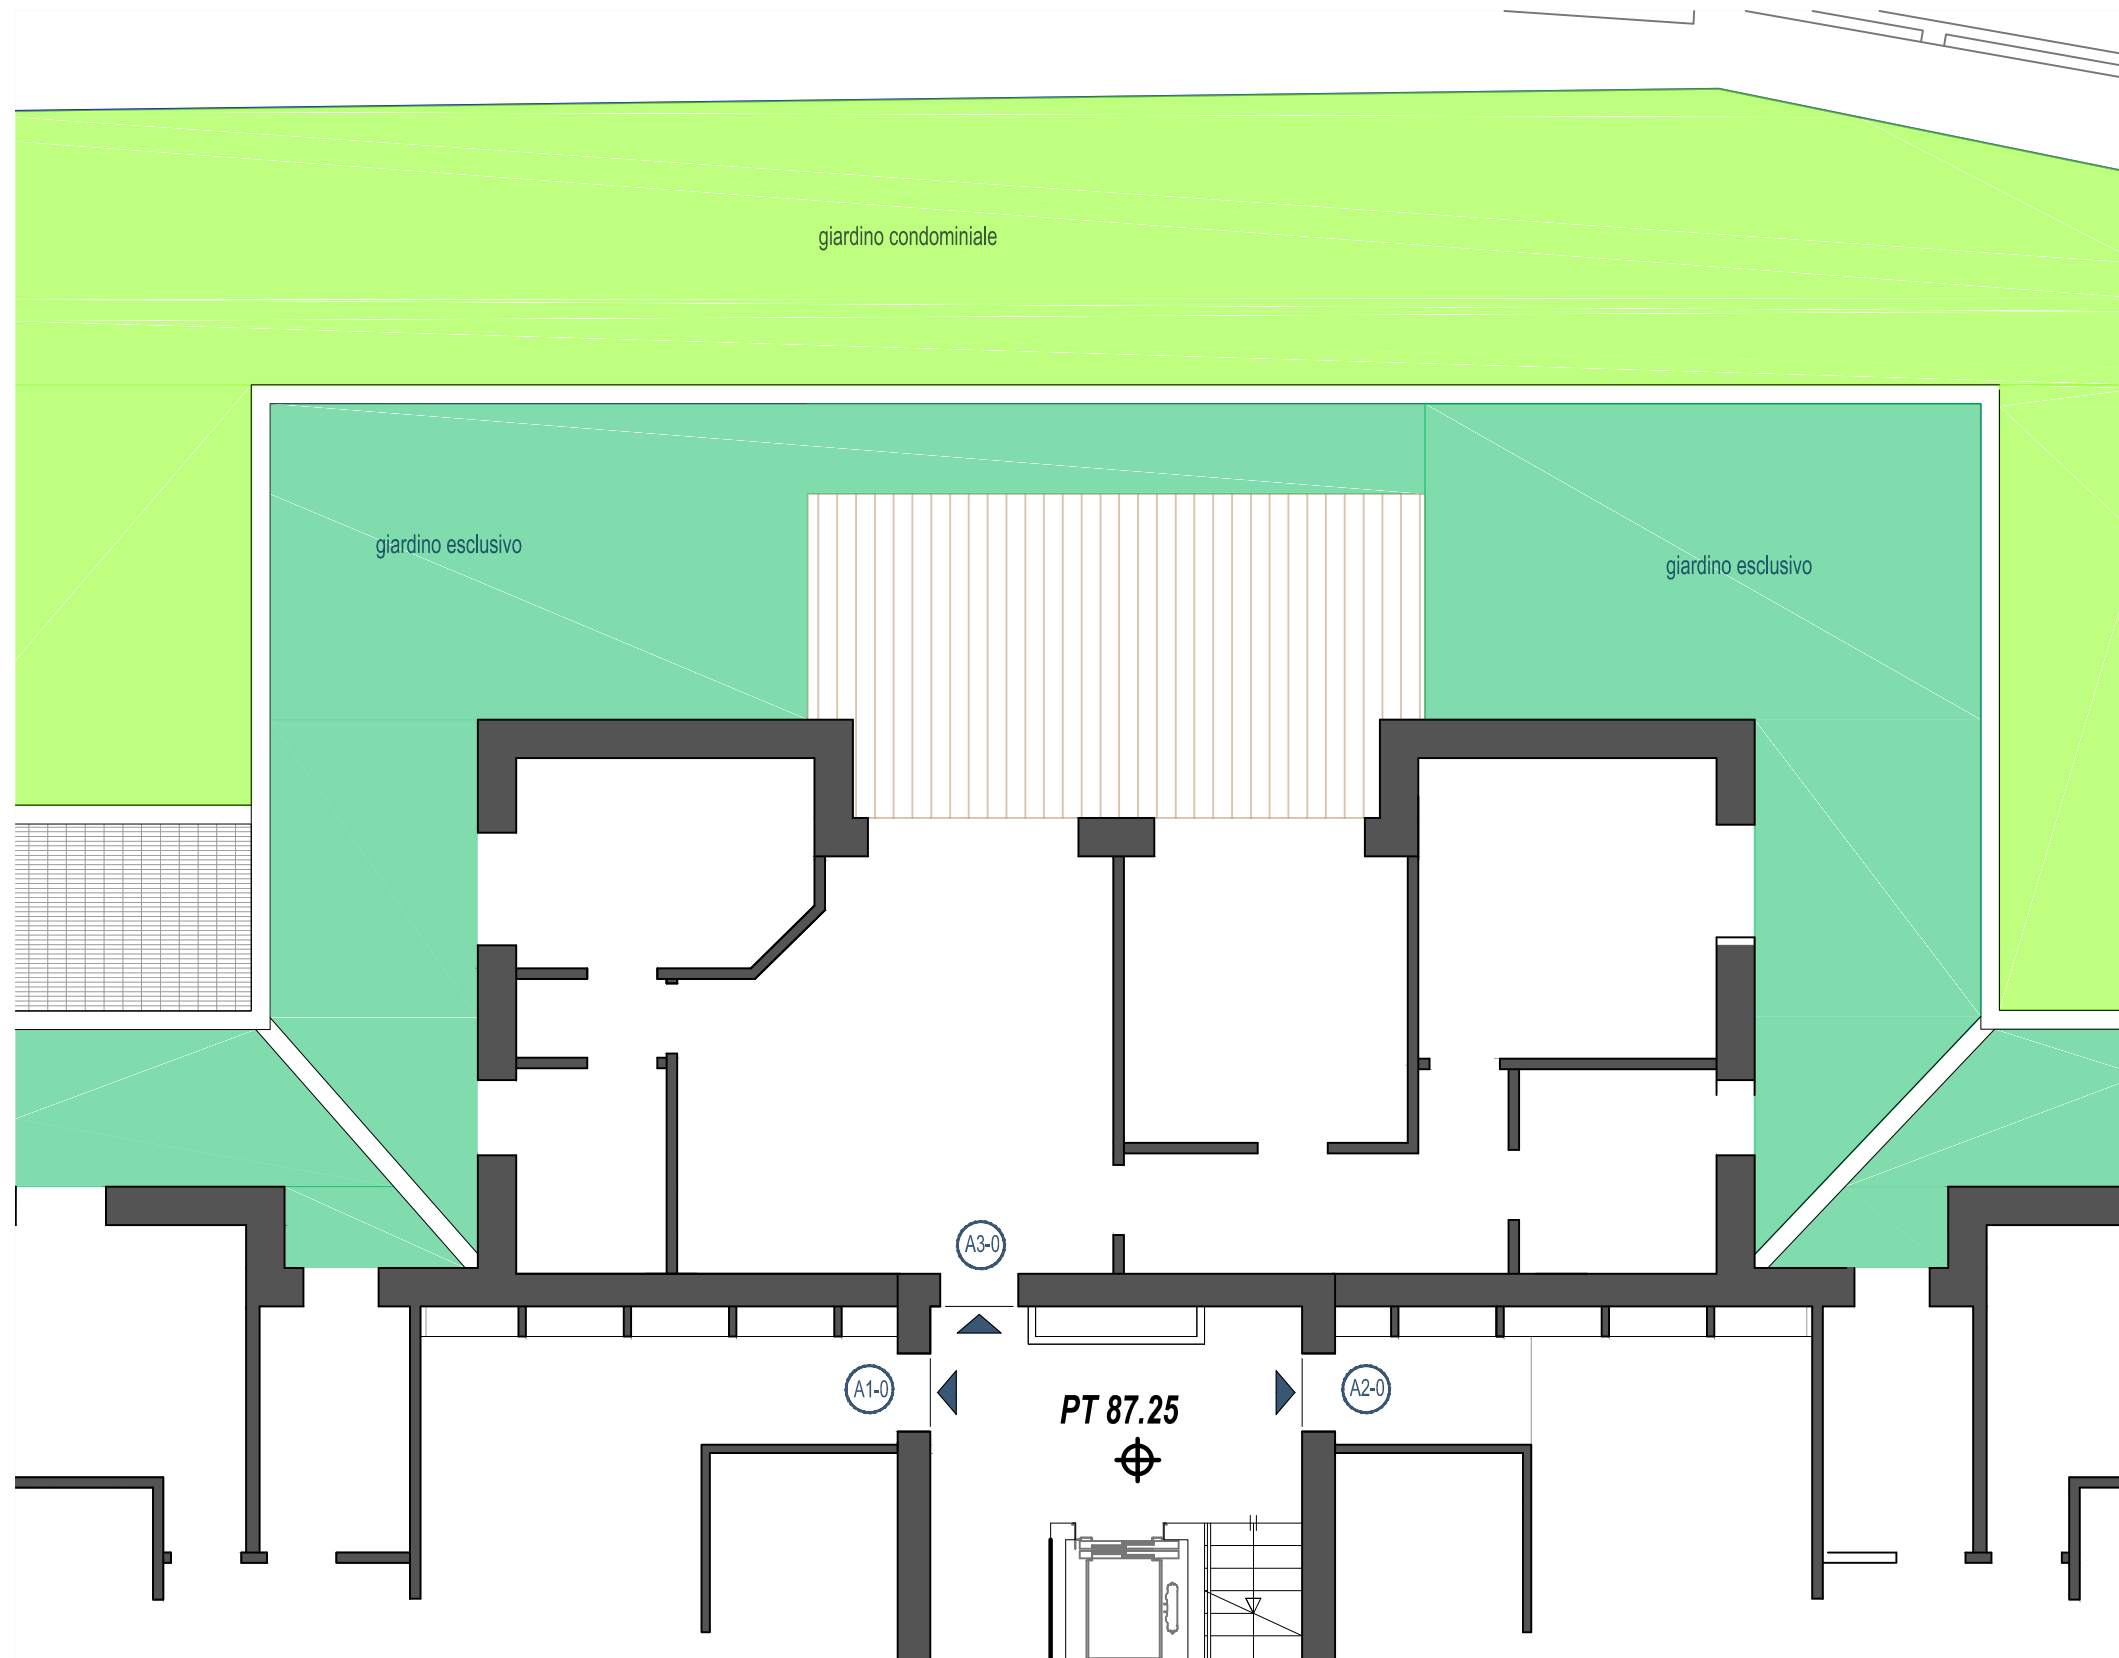 giardino condominiale
giardino esclusivo
giardino esclusivo
A3-0
A1-0
A2-0
PT 87.25